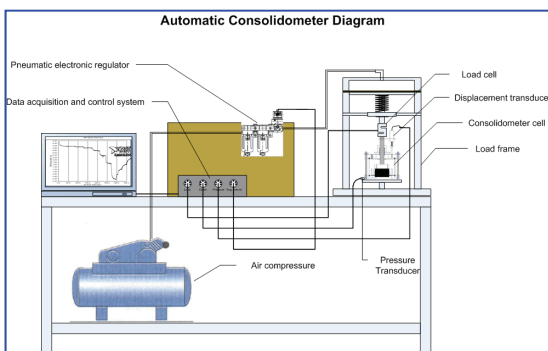 Automatic Consolidometer Diagram
Pneumatic electronic regulator
Load cell
Displacement transduce
Data acquisition and control system
Consolidometer cell
Load frame
Air compressure
Pressure
Transducer